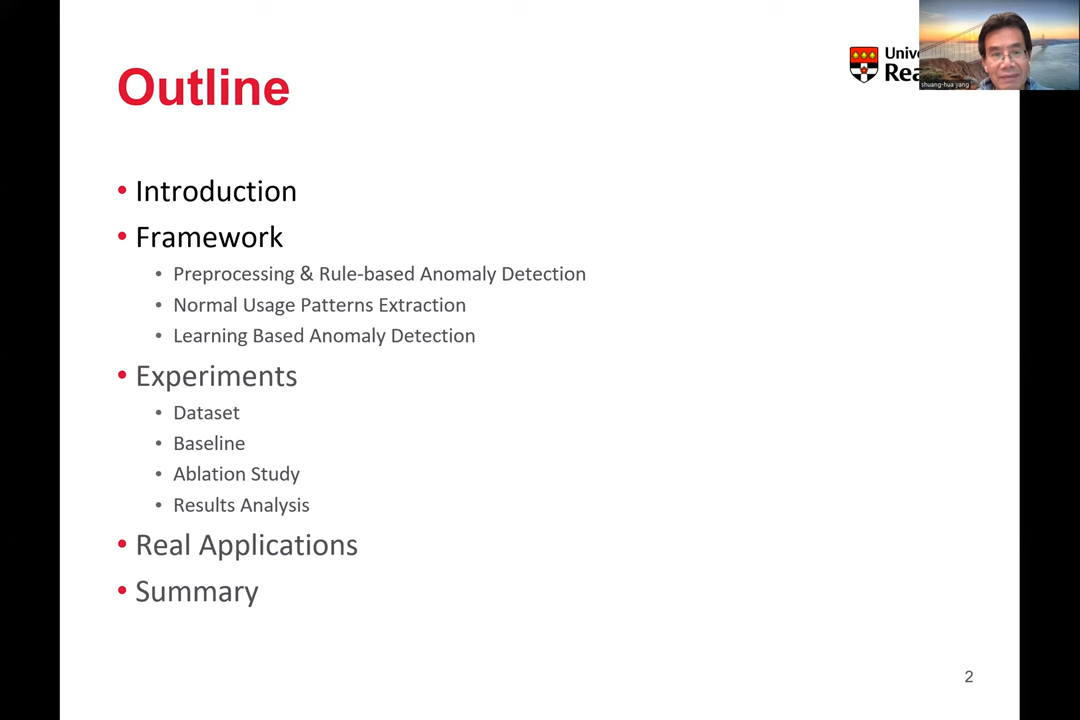 Outline
Unive
Rea
shuang-hua yang
• Introduction
• Framework
• Preprocessing & Rule-based Anomaly Detection
• Normal Usage Patterns Extraction
• Learning Based Anomaly Detection
• Experiments
• Dataset
• Baseline
• Ablation Study
• Results Analysis
• Real Applications
• Summary
2